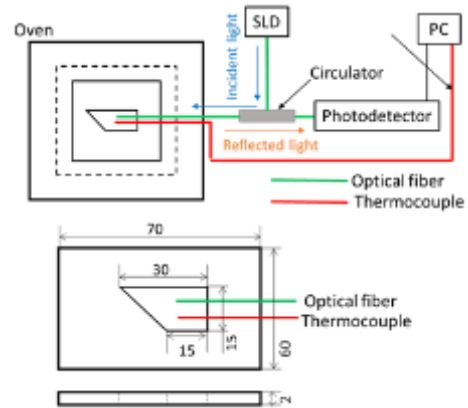 SLD
PC
Oven
Incident light
Circulator
Photodetector
Reflected light
Optical fiber
Thermocouple
70
30
Optical fiber
Thermocouple
15
15
60
2